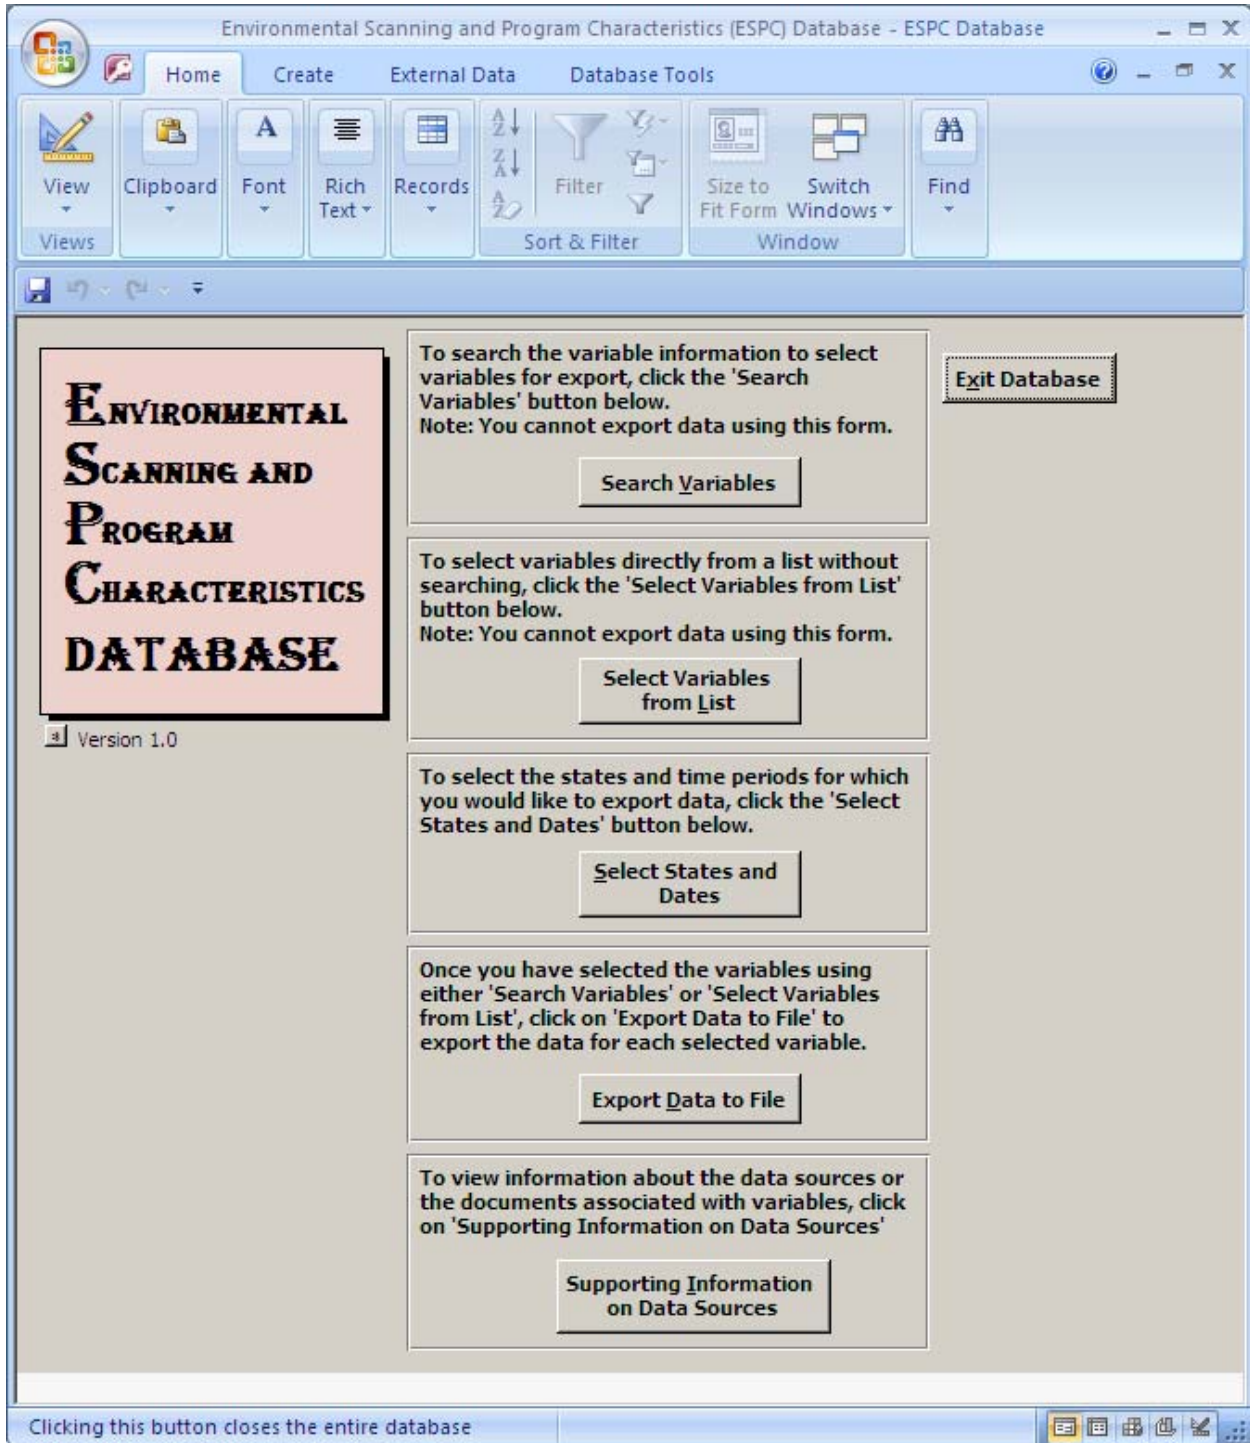 Environmental Scanning and Program Characteristics (ESPC) Database - ESPC Database
Home Create External Data Database Tools
View
Clipboard
Font
Rich
Text
Records
Filter
Size to
Fit Form
Switch
Windows
Find
Views
Sort & Filter
Window
ENVIRONMENTAL
SCANNING AND
PROGRAM
CHARACTERISTICS
DATABASE
Version 1.0
To search the variable information to select
variables for export, click the 'Search
Variables' button below.
Note: You cannot export data using this form.
Search Variables
Exit Database
To select variables directly from a list without
searching, click the 'Select Variables from List'
button below.
Note: You cannot export data using this form.
Select Variables
from List
To select the states and time periods for which
you would like to export data, click the 'Select
States and Dates' button below.
Select States and
Dates
Once you have selected the variables using
either 'Search Variables' or 'Select Variables
from List', click on 'Export Data to File' to
export the data for each selected variable.
Export Data to File
To view information about the data sources or
the documents associated with variables, click
on 'Supporting Information on Data Sources'
Supporting Information
on Data Sources
Clicking this button closes the entire database